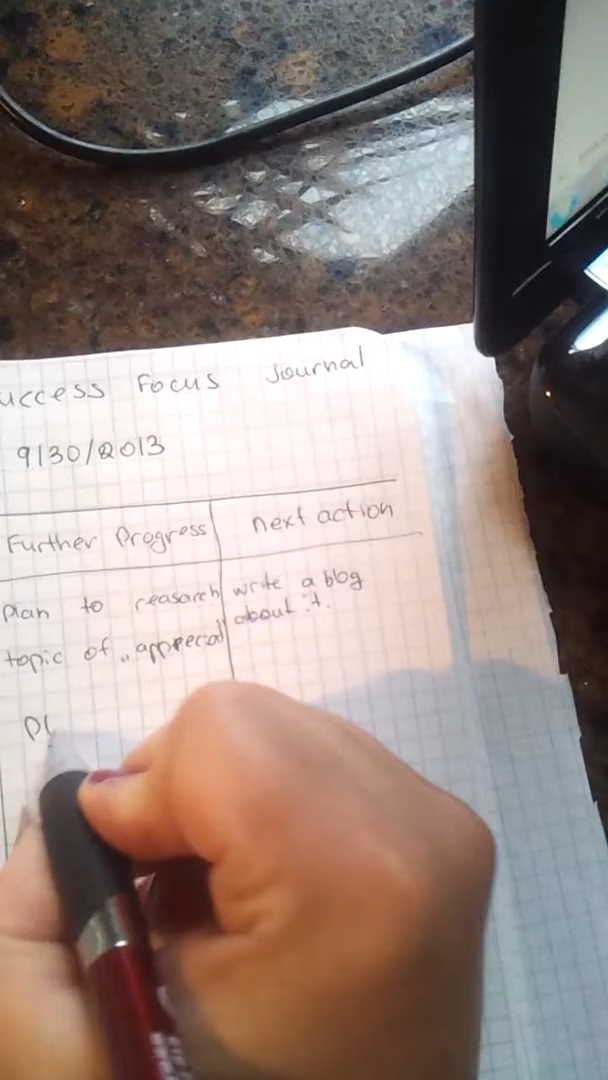 uccess Focus Journal
9/30/2013
Further Progress
next action
Plan to reasarch
topic of „apprecia"
write a blog
about it.
Pl